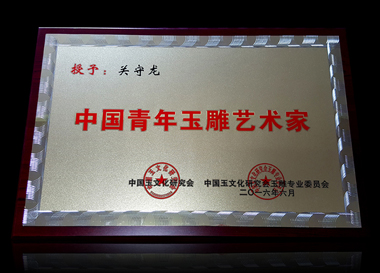 授予：关守龙
中国青年玉雕艺术家
中国玉文化研究会 中国玉文化研究会玉雕专业委员会
二〇一六年六月